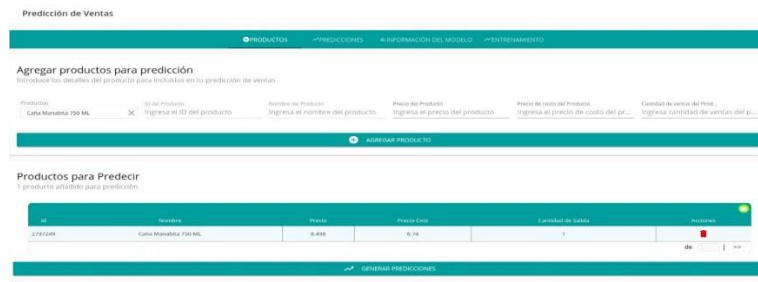 Predicción de Ventas
PRODUCTOS PREDICCIONES INFORMACIÓN DEL MODELO ENTRENAMIENTO
Agregar productos para predicción
Introduce los detalles del producto para incluirlos en tu predicción de ventas
Productos ID del Producto Nombre del Producto Precio del Producto Precio de costo del Producto Cantidad de ventas del Prod...
Caña Manabita 750 ML Ingresa el ID del producto Ingresa el nombre del producto Ingresa el precio del producto Ingresa el precio de costo del pr... Ingresa cantidad de ventas del p...
AGREGAR PRODUCTO
Productos para Predecir
1 producto añadido para predicción
Id Nombre Precio Precio Cost Cantidad de Salida Acciones
2737249 Caña Manabita 750 ML 8.498 6.74 1
de | >>
GENERAR PREDICCIONES